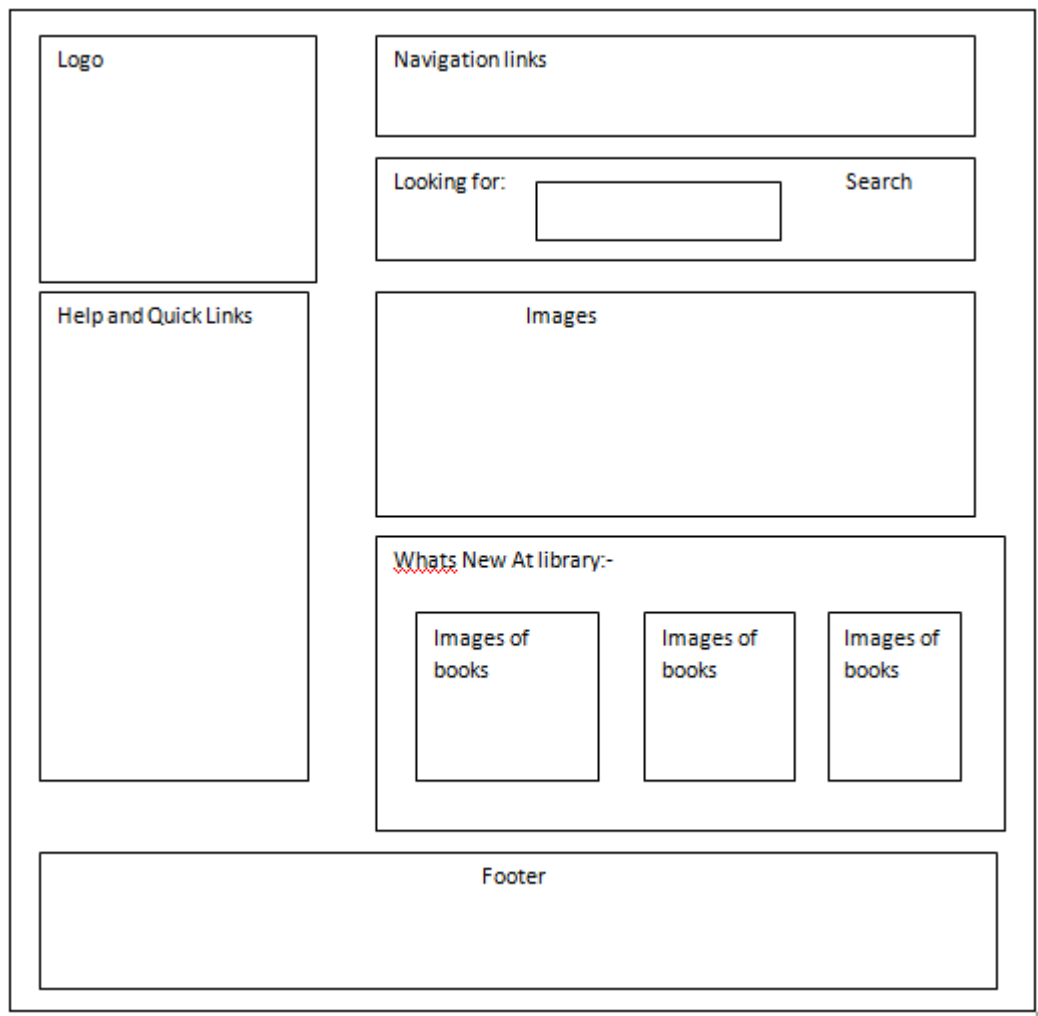 Logo
Navigation links
Looking for:
Search
Help and Quick Links
Images
Whats New At library:-
Images of
books
Images of
books
Images of
books
Footer